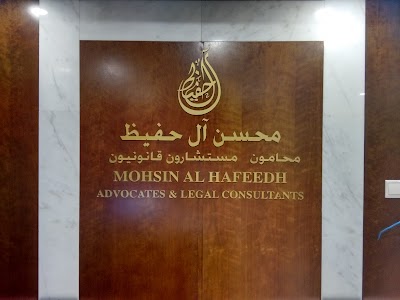 محسن آل حفيظ
محامون مستشارون قانونيون
MOHSIN AL HAFEEDH
ADVOCATES & LEGAL CONSULTANTS